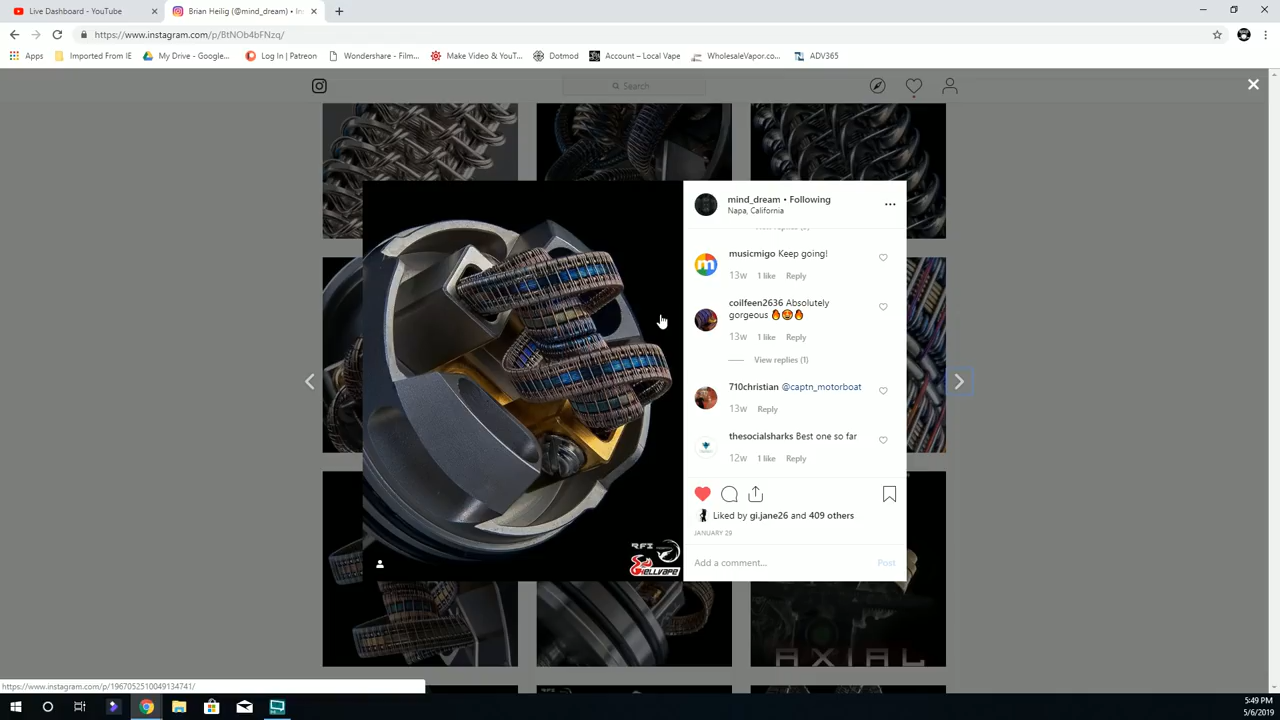 Live Dashboard - YouTube
Brian Heilig (@mind_dream) • In
https://www.instagram.com/p/BtNOb4bFNzq/
Apps
Imported From IE
My Drive - Google...
Log In | Patreon
Wondershare - Film...
Make Video & YouT...
Dotmod
Account – Local Vape
WholesaleVapor.co...
ADV365
Search
mind_dream • Following
Napa, California
musicmigo Keep going!
13w 1 like Reply
coilfeen2636 Absolutely
gorgeous 🔥😍🔥
13w 1 like Reply
View replies (1)
710christian @captn_motorboat
13w Reply
thesocialsharks Best one so far
12w 1 like Reply
Liked by gi.jane26 and 409 others
JANUARY 29
Add a comment... Post
RFI
HELLVAPE
AXIAL
https://www.instagram.com/p/1967052510049134741/
5:49 PM
5/6/2019